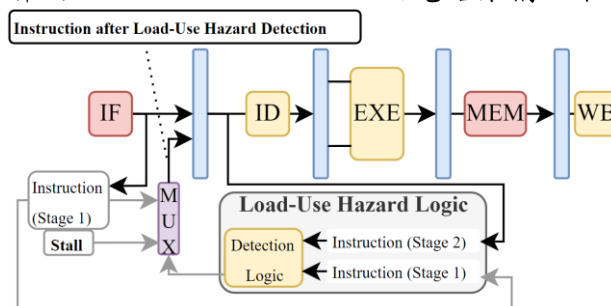 Instruction after Load-Use Hazard Detection
IF
ID
EXE
MEM
WB
Instruction
(Stage 1)
M
U
X
Stall
Load-Use Hazard Logic
Detection
Logic
Instruction (Stage 2)
Instruction (Stage 1)